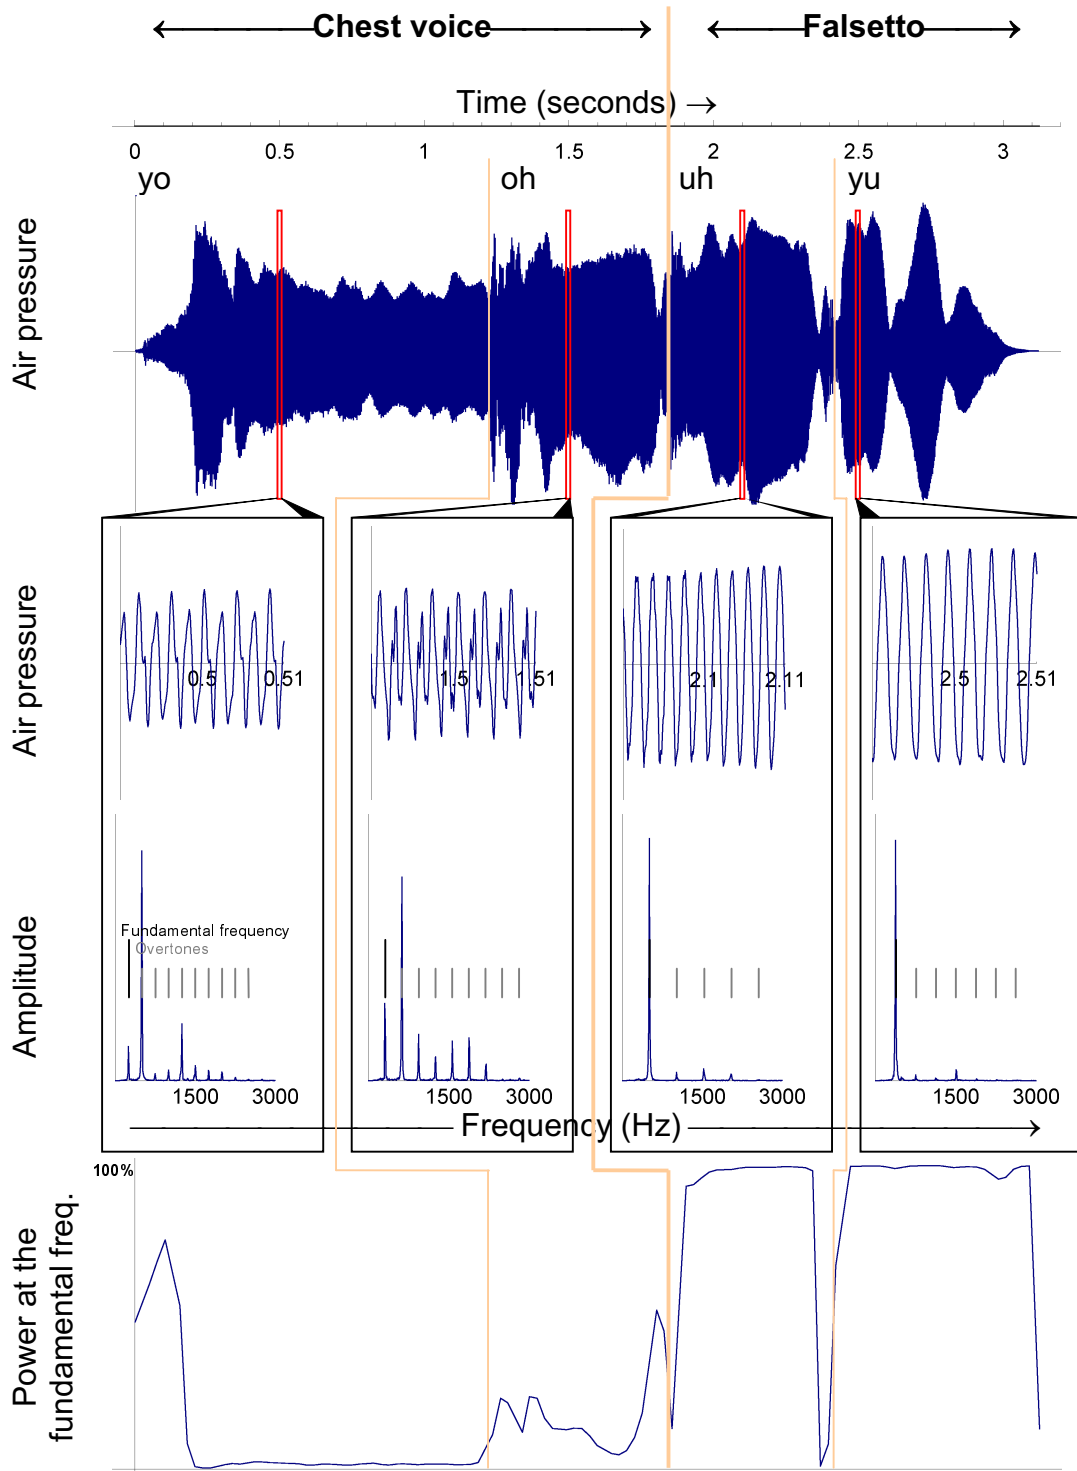 Chest voice
Falsetto
Time (seconds) →
0 0.5 1 1.5 2 2.5 3
yo oh uh yu
Air pressure
Air pressure
0.5 0.51
1.5 1.51
2.1 2.11
2.5 2.51
Amplitude
Fundamental frequency
Overtones
1500 3000
1500 3000
1500 3000
1500 3000
Frequency (Hz)
100%
Power at the
fundamental freq.